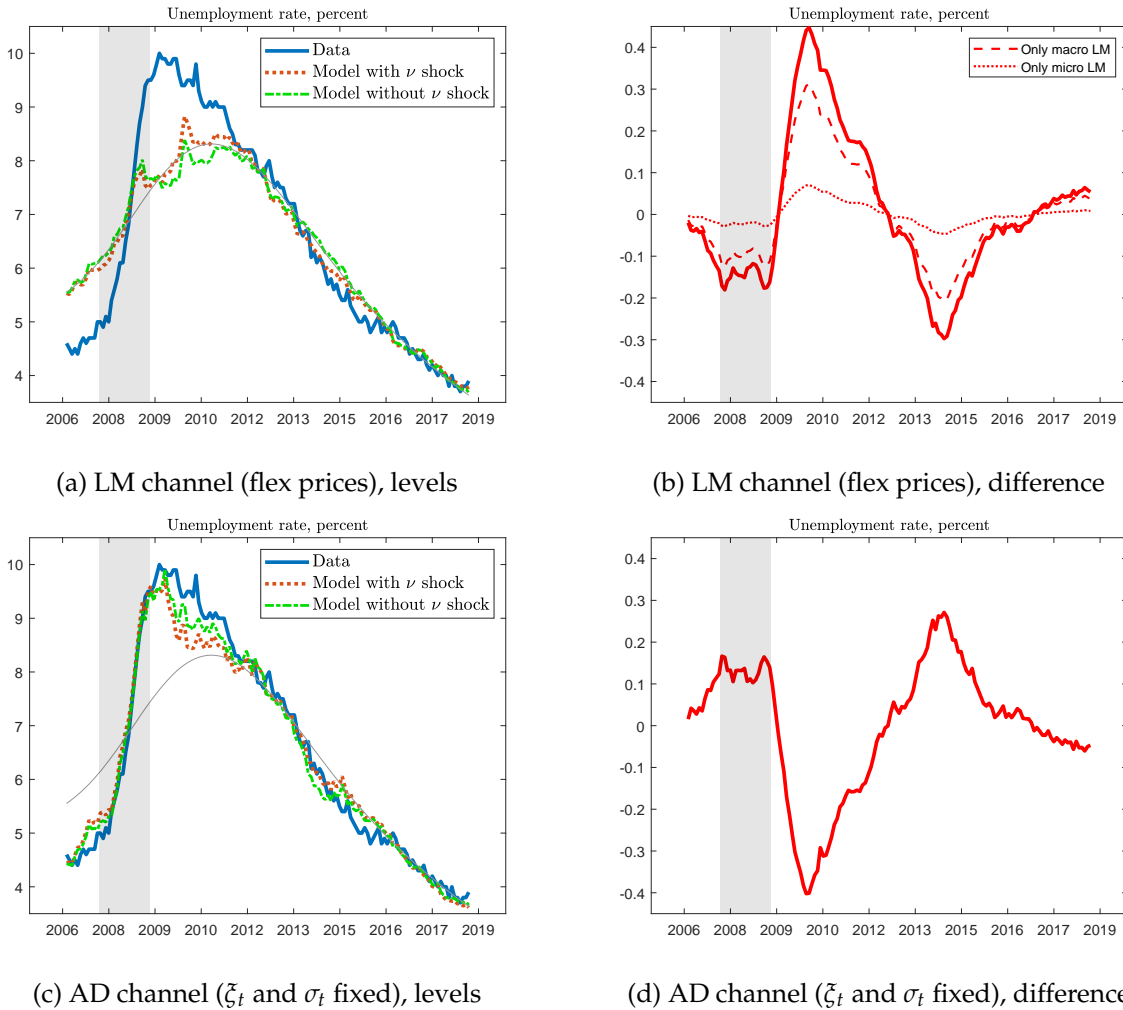 Unemployment rate, percent
10
9
8
7
6
5
4
2006 2008 2009 2010 2012 2013 2015 2016 2017 2019
Data
Model with ν shock
Model without ν shock
(a) LM channel (flex prices), levels
Unemployment rate, percent
0.4
0.3
0.2
0.1
0
-0.1
-0.2
-0.3
-0.4
2006 2008 2009 2010 2012 2013 2015 2016 2017 2019
Only macro LM
Only micro LM
(b) LM channel (flex prices), difference
Unemployment rate, percent
10
9
8
7
6
5
4
2006 2008 2009 2010 2012 2013 2015 2016 2017 2019
Data
Model with ν shock
Model without ν shock
(c) AD channel (ξt and σt fixed), levels
Unemployment rate, percent
0.4
0.3
0.2
0.1
0
-0.1
-0.2
-0.3
-0.4
2006 2008 2009 2010 2012 2013 2015 2016 2017 2019
(d) AD channel (ξt and σt fixed), difference